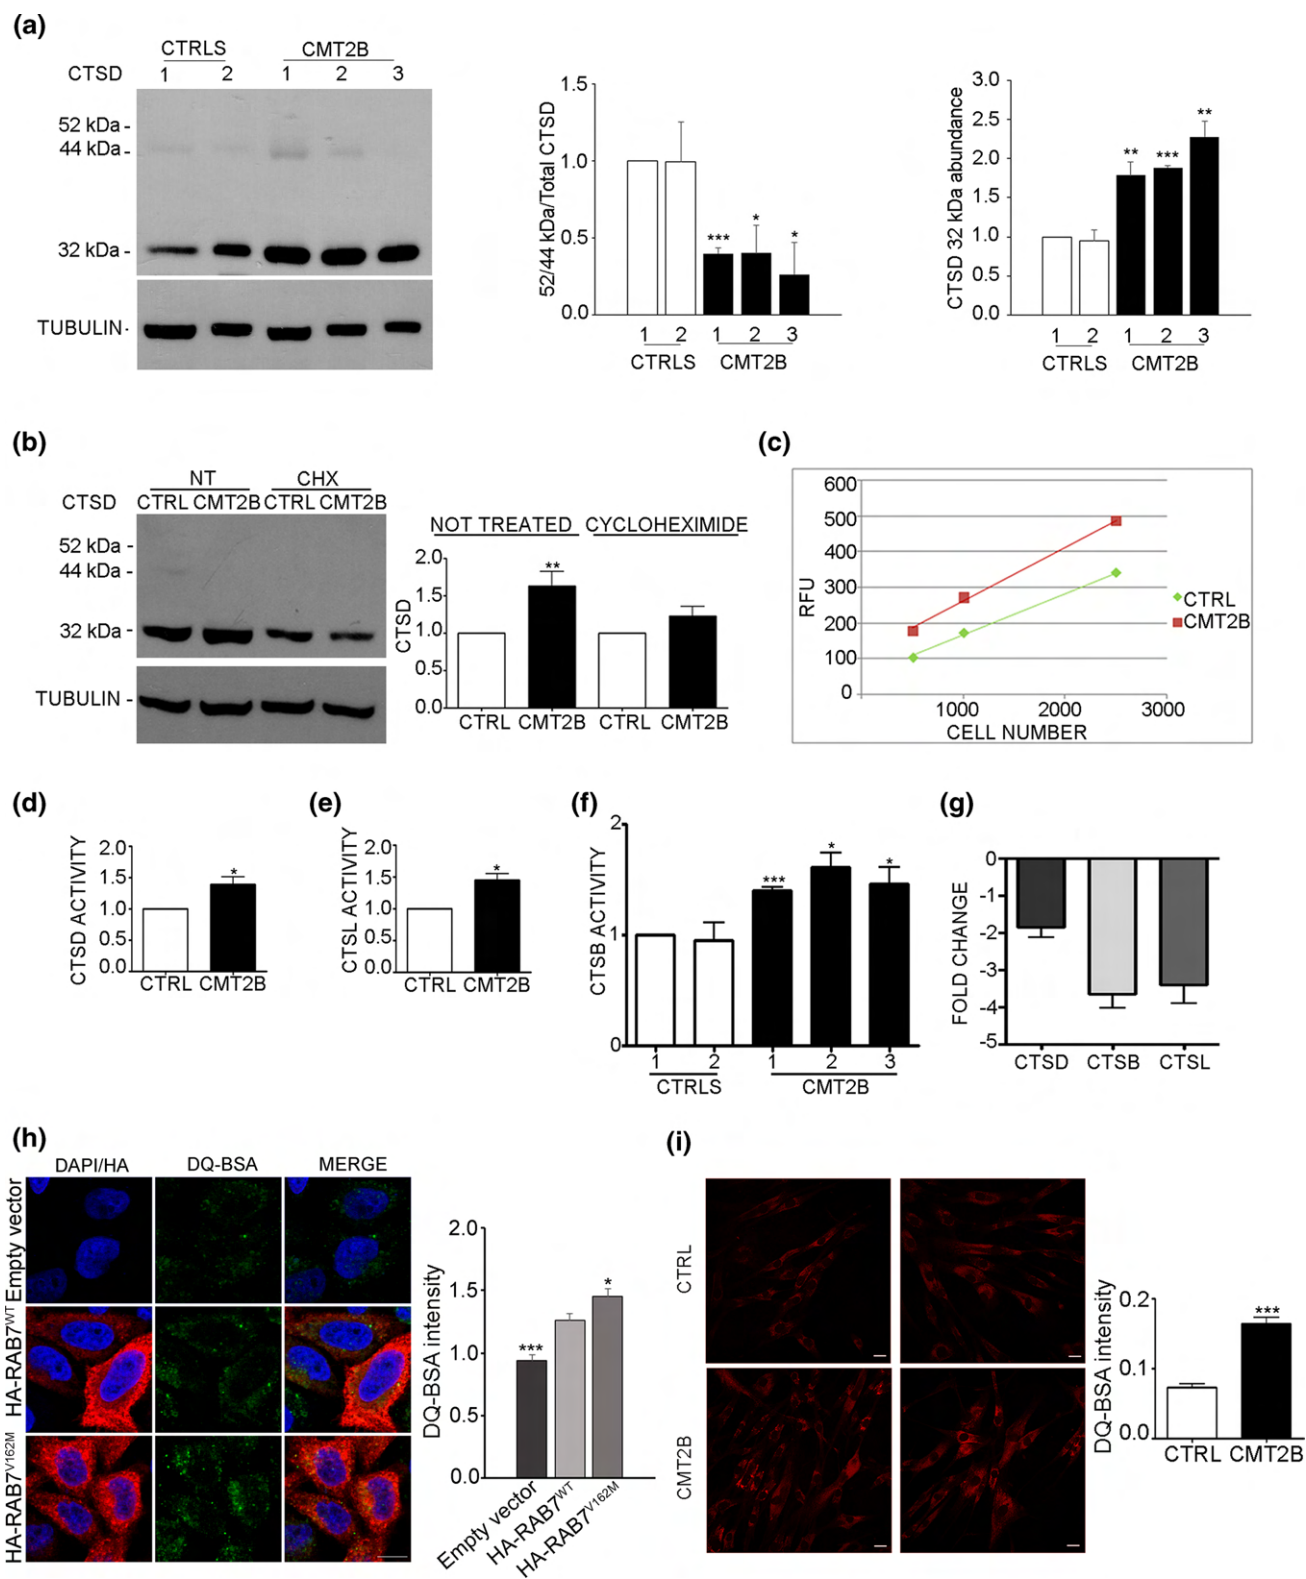 (a)
CTRLS CMT2B
CTSD 1 2 1 2 3
52 kDa -
44 kDa -
32 kDa -
TUBULIN -
52/44 kDa/Total CTSD
1.5
1.0
0.5
0.0
*** * *
1 2 1 2 3
CTRLS CMT2B
CTSD 32 kDa abundance
3.0
2.5
2.0
1.5
1.0
0.5
0.0
** *** **
1 2 1 2 3
CTRLS CMT2B
(b)
NT CHX
CTSD CTRL CMT2B CTRL CMT2B
52 kDa -
44 kDa -
32 kDa -
TUBULIN -
NOT TREATED CYCLOHEXIMIDE
CTSD
2.0
1.5
1.0
0.5
0.0
**
CTRL CMT2B CTRL CMT2B
(c)
RFU
600
500
400
300
200
100
0
1000 2000 3000
CELL NUMBER
CTRL
CMT2B
(d)
CTSD ACTIVITY
2.0
1.5
1.0
0.5
0.0
*
CTRL CMT2B
(e)
CTSL ACTIVITY
2.0
1.5
1.0
0.5
0.0
*
CTRL CMT2B
(f)
CTSB ACTIVITY
2
1
0
*** * *
1 2 1 2 3
CTRLS CMT2B
(g)
FOLD CHANGE
0
-1
-2
-3
-4
-5
CTSD CTSB CTSL
(h)
DAPI/HA DQ-BSA MERGE
Empty vector
HA-RAB7WT
HA-RAB7V162M
DQ-BSA intensity
2.0
1.5
1.0
0.5
0.0
*** *
Empty vector
HA-RAB7WT
HA-RAB7V162M
(i)
CTRL
CMT2B
DQ-BSA intensity
0.2
0.1
0.0
***
CTRL CMT2B